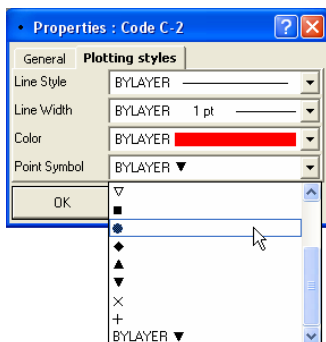 Properties : Code C-2
General Plotting styles
Line Style BYLAYER
Line Width BYLAYER 1 pt
Color BYLAYER
Point Symbol BYLAYER ▼
OK
▽
■
●
◆
▲
▼
×
+
BYLAYER ▼